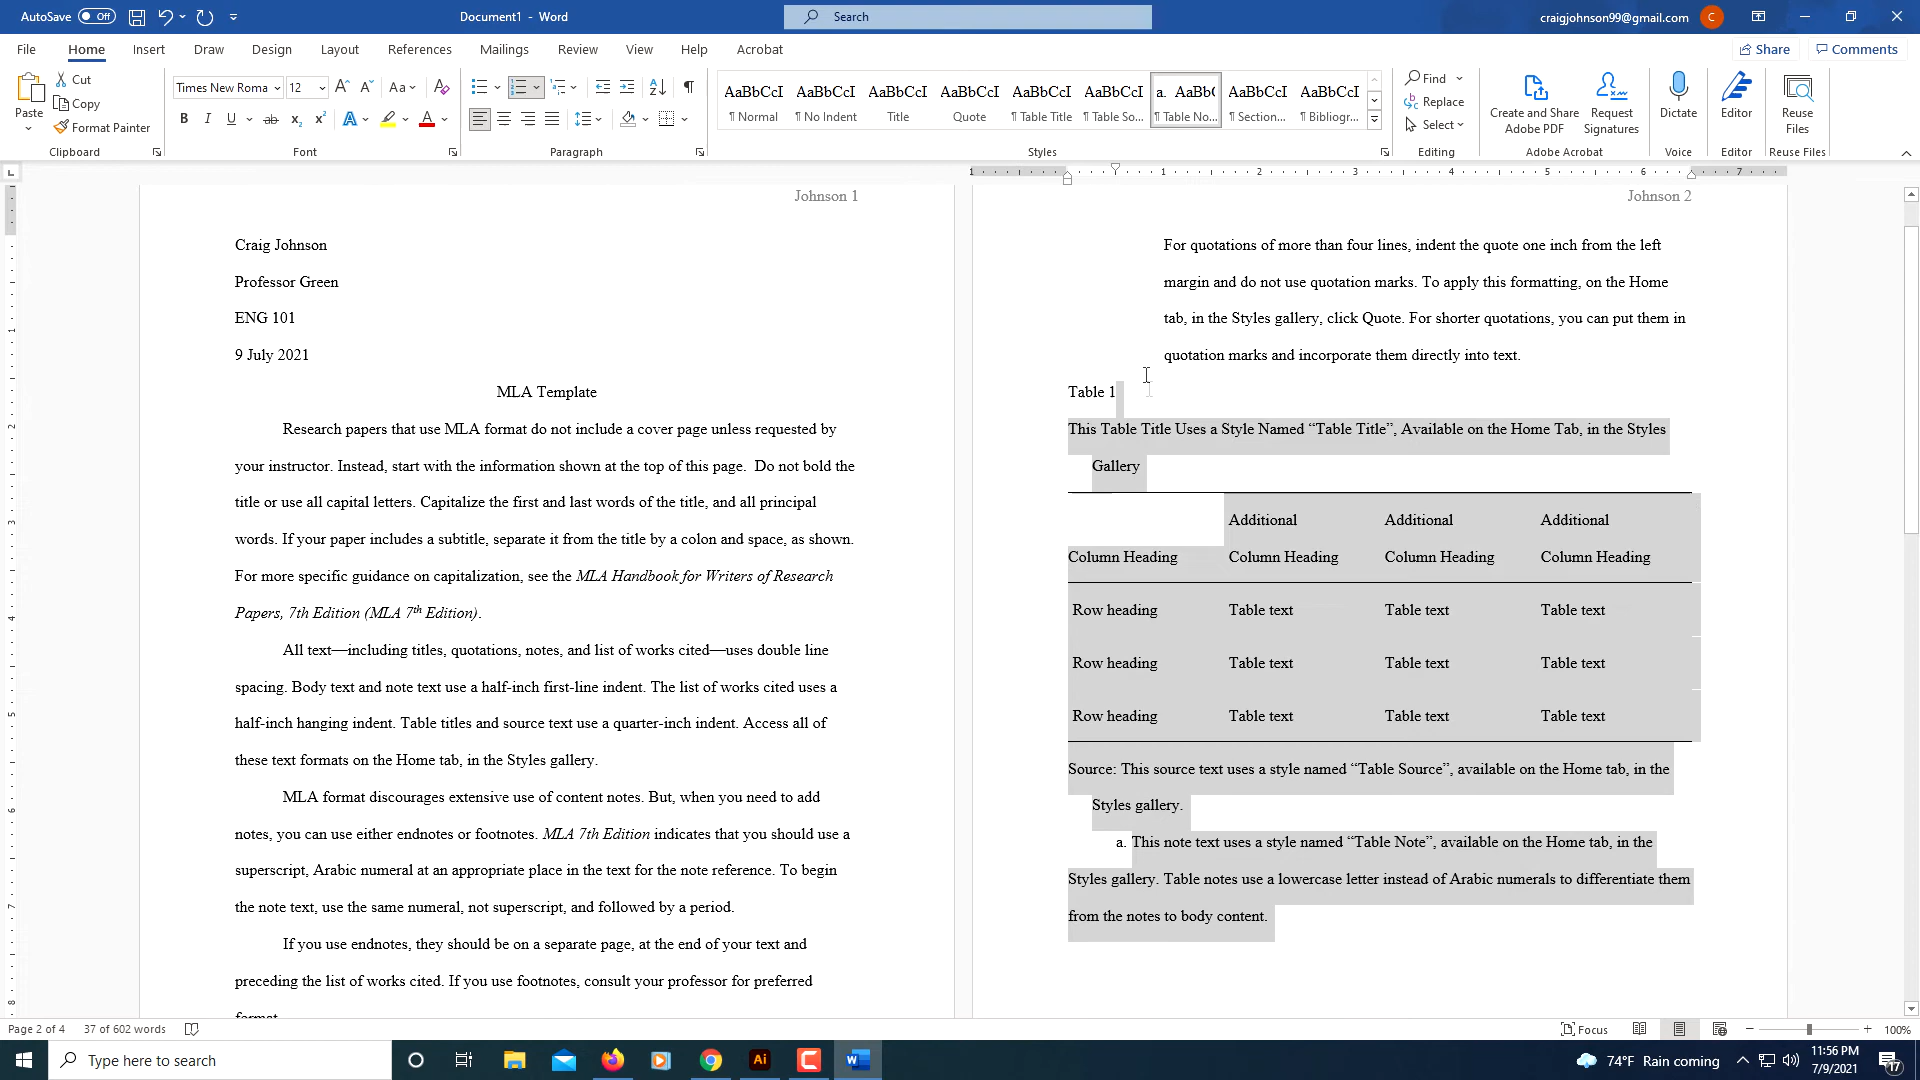 AutoSave Off
Document1 - Word
Search
craigjohnson99@gmail.com C
File Home Insert Draw Design Layout References Mailings Review View Help Acrobat
Share Comments
Paste
Cut
Copy
Format Painter
Clipboard
Times New Roma 12
Font
Paragraph
AaBbCcI AaBbCcI AaBbCcI AaBbCcI AaBbCcI AaBbCcI a. AaBb( AaBbCcI AaBbCcI
¶ Normal ¶ No Indent Title Quote ¶ Table Title ¶ Table So... ¶ Table No... ¶ Section... ¶ Bibliogr...
Styles
Find
Replace
Select
Editing
Create and Share
Adobe PDF
Request
Signatures
Adobe Acrobat
Dictate
Voice
Editor
Editor
Reuse
Files
Reuse Files
1 1 2 3 4 5 6 7
Johnson 1
Craig Johnson
Professor Green
ENG 101
9 July 2021
MLA Template
Research papers that use MLA format do not include a cover page unless requested by
your instructor. Instead, start with the information shown at the top of this page.  Do not bold the
title or use all capital letters. Capitalize the first and last words of the title, and all principal
words. If your paper includes a subtitle, separate it from the title by a colon and space, as shown.
For more specific guidance on capitalization, see the MLA Handbook for Writers of Research
Papers, 7th Edition (MLA 7th Edition).
All text—including titles, quotations, notes, and list of works cited—uses double line
spacing. Body text and note text use a half-inch first-line indent. The list of works cited uses a
half-inch hanging indent. Table titles and source text use a quarter-inch indent. Access all of
these text formats on the Home tab, in the Styles gallery.
MLA format discourages extensive use of content notes. But, when you need to add
notes, you can use either endnotes or footnotes. MLA 7th Edition indicates that you should use a
superscript, Arabic numeral at an appropriate place in the text for the note reference. To begin
the note text, use the same numeral, not superscript, and followed by a period.
If you use endnotes, they should be on a separate page, at the end of your text and
preceding the list of works cited. If you use footnotes, consult your professor for preferred
format.
Johnson 2
For quotations of more than four lines, indent the quote one inch from the left
margin and do not use quotation marks. To apply this formatting, on the Home
tab, in the Styles gallery, click Quote. For shorter quotations, you can put them in
quotation marks and incorporate them directly into text.
Table 1
This Table Title Uses a Style Named “Table Title”, Available on the Home Tab, in the Styles
Gallery
Additional Additional Additional
Column Heading Column Heading Column Heading Column Heading
Row heading Table text Table text Table text
Row heading Table text Table text Table text
Row heading Table text Table text Table text
Source: This source text uses a style named “Table Source”, available on the Home tab, in the
Styles gallery.
a. This note text uses a style named “Table Note”, available on the Home tab, in the
Styles gallery. Table notes use a lowercase letter instead of Arabic numerals to differentiate them
from the notes to body content.
Page 2 of 4 37 of 602 words
Focus
100%
Type here to search
Ai
74°F Rain coming
11:56 PM
7/9/2021
17